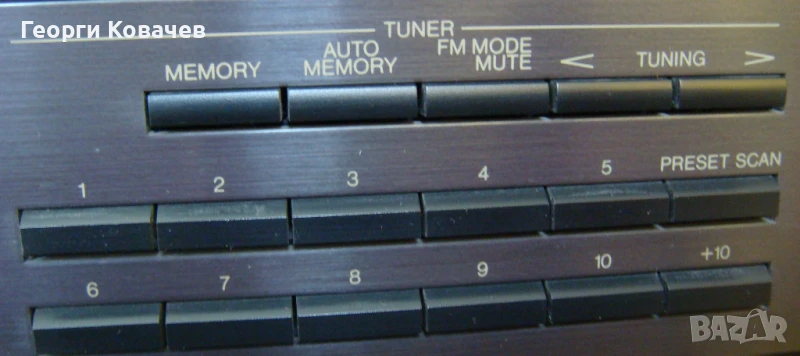 Георги Ковачев
TUNER
MEMORY
AUTO MEMORY
FM MODE MUTE
< TUNING >
1 2 3 4 5 PRESET SCAN
6 7 8 9 10 +10
BAZAR